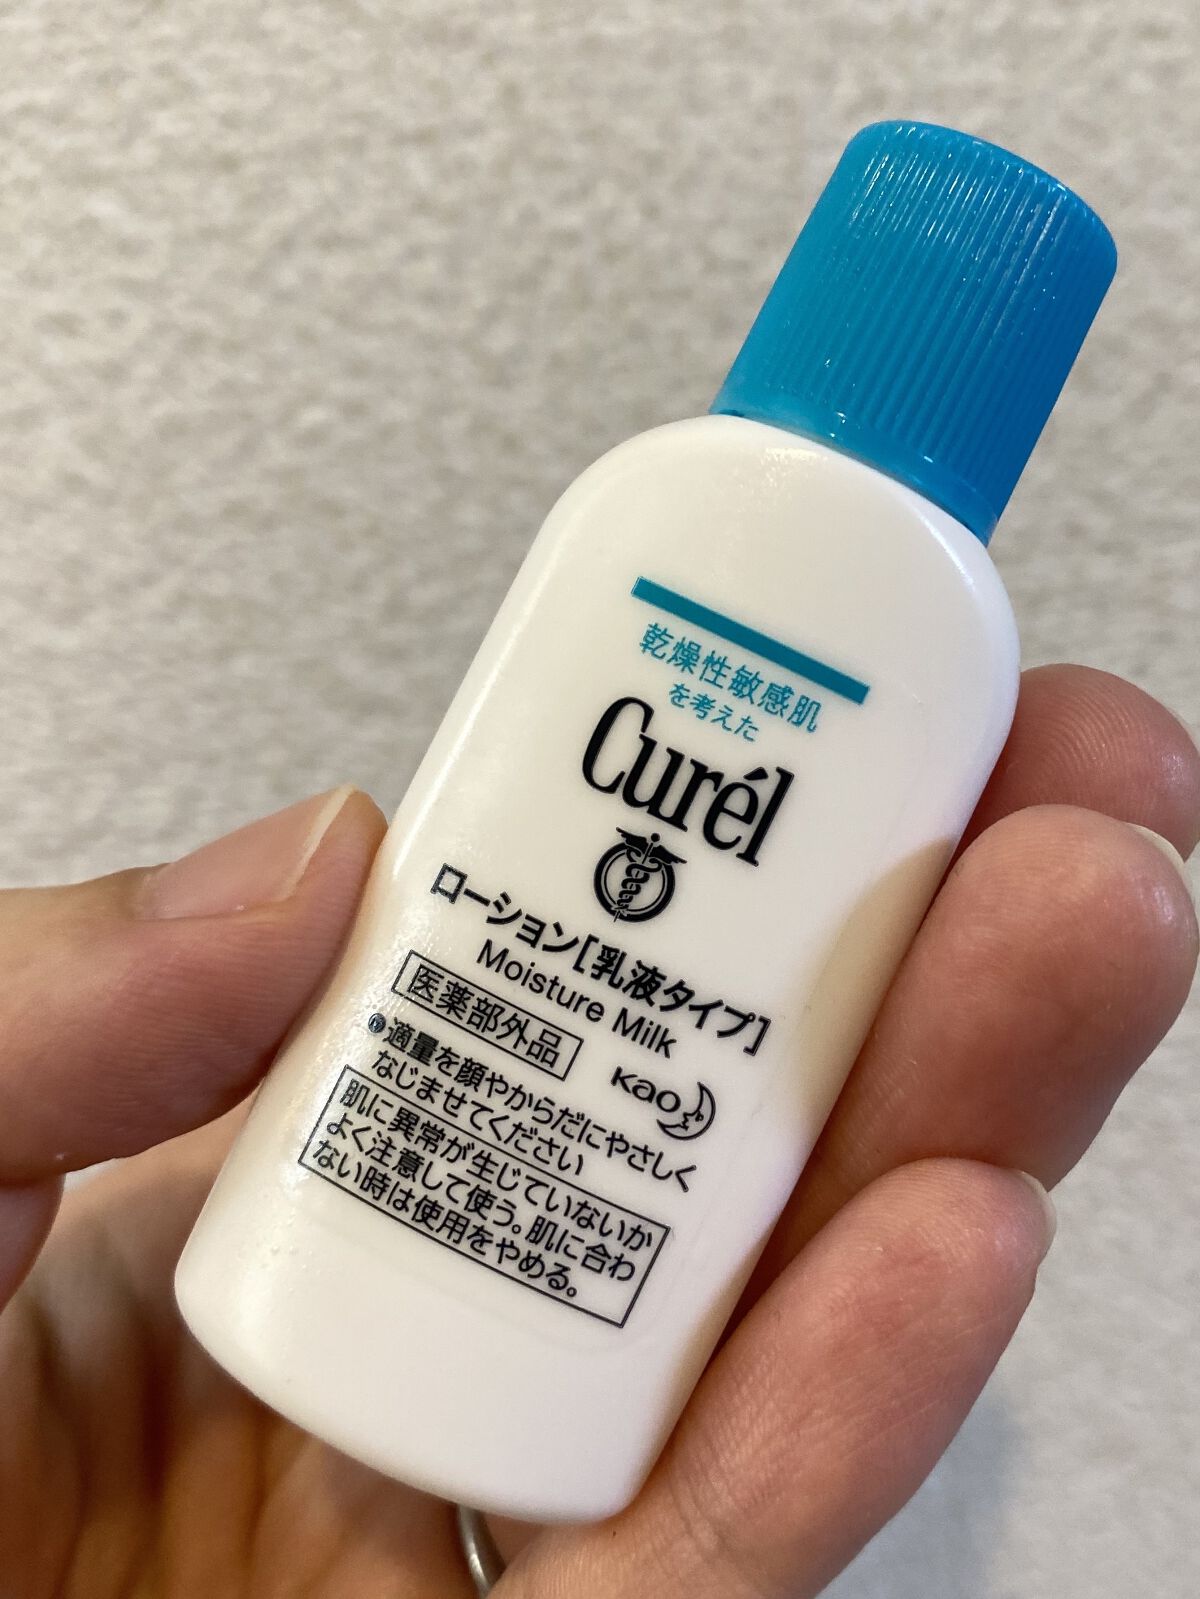 乾燥性敏感肌
を考えた
Curél
ローション[乳液タイプ]
Moisture Milk
医薬部外品
Kao
●適量を顔やからだにやさしく
なじませてください
肌に異常が生じていないか
よく注意して使う。肌に合わ
ない時は使用をやめる。